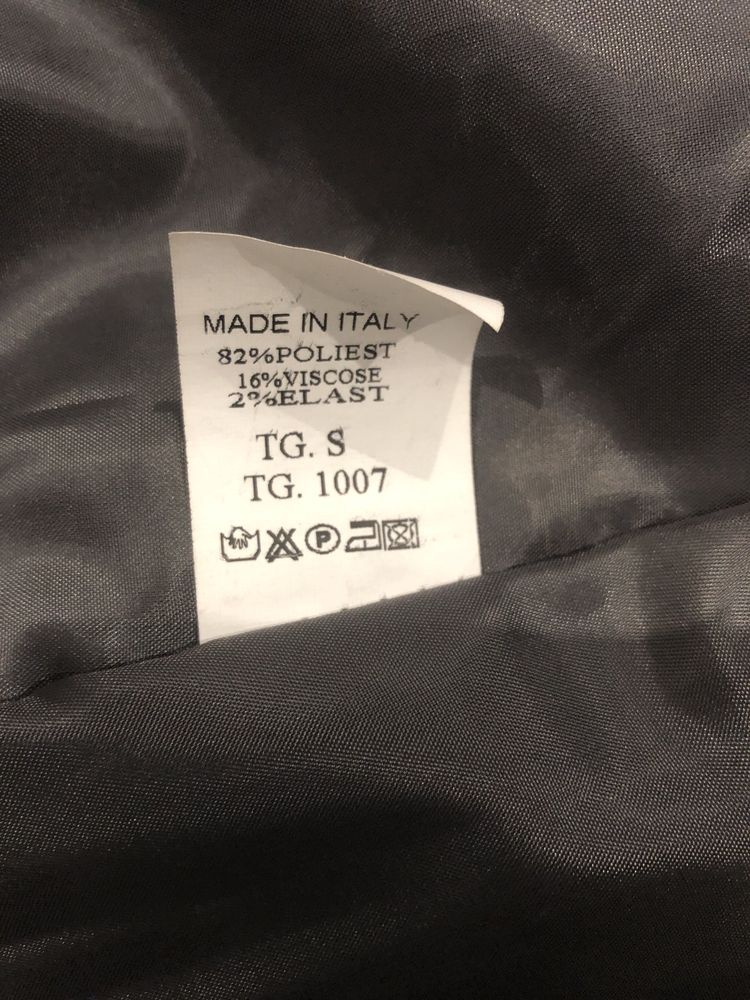 MADE IN ITALY
82%POLIEST
16%VISCOSE
2%ELAST
TG. S
TG. 1007
P